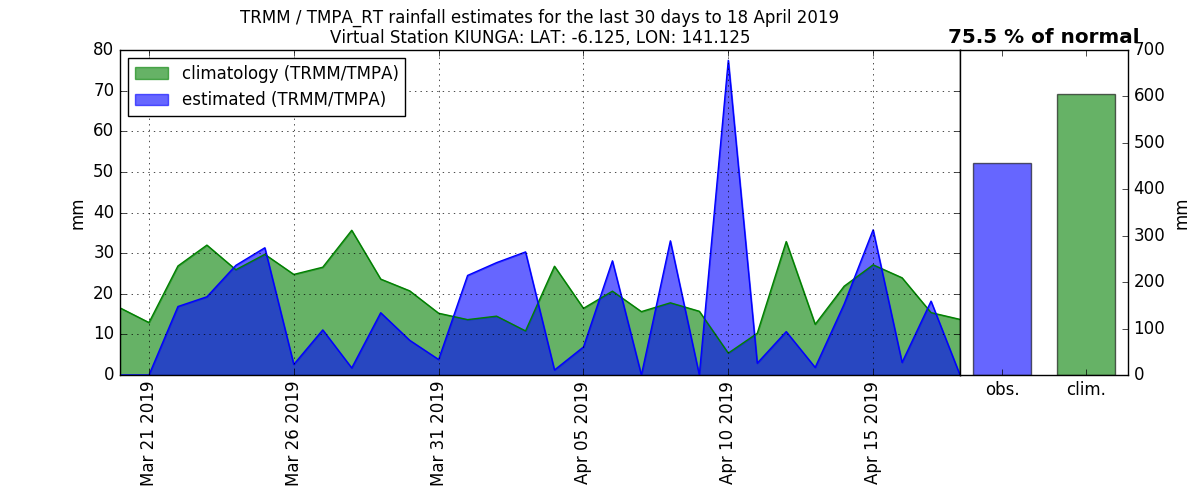 TRMM / TMPA_RT rainfall estimates for the last 30 days to 18 April 2019
Virtual Station KIUNGA: LAT: -6.125, LON: 141.125
75.5 % of normal
climatology (TRMM/TMPA)
estimated (TRMM/TMPA)
mm
80
70
60
50
40
30
20
10
0
Mar 21 2019
Mar 26 2019
Mar 31 2019
Apr 05 2019
Apr 10 2019
Apr 15 2019
700
600
500
400
300
200
100
0
mm
obs.
clim.